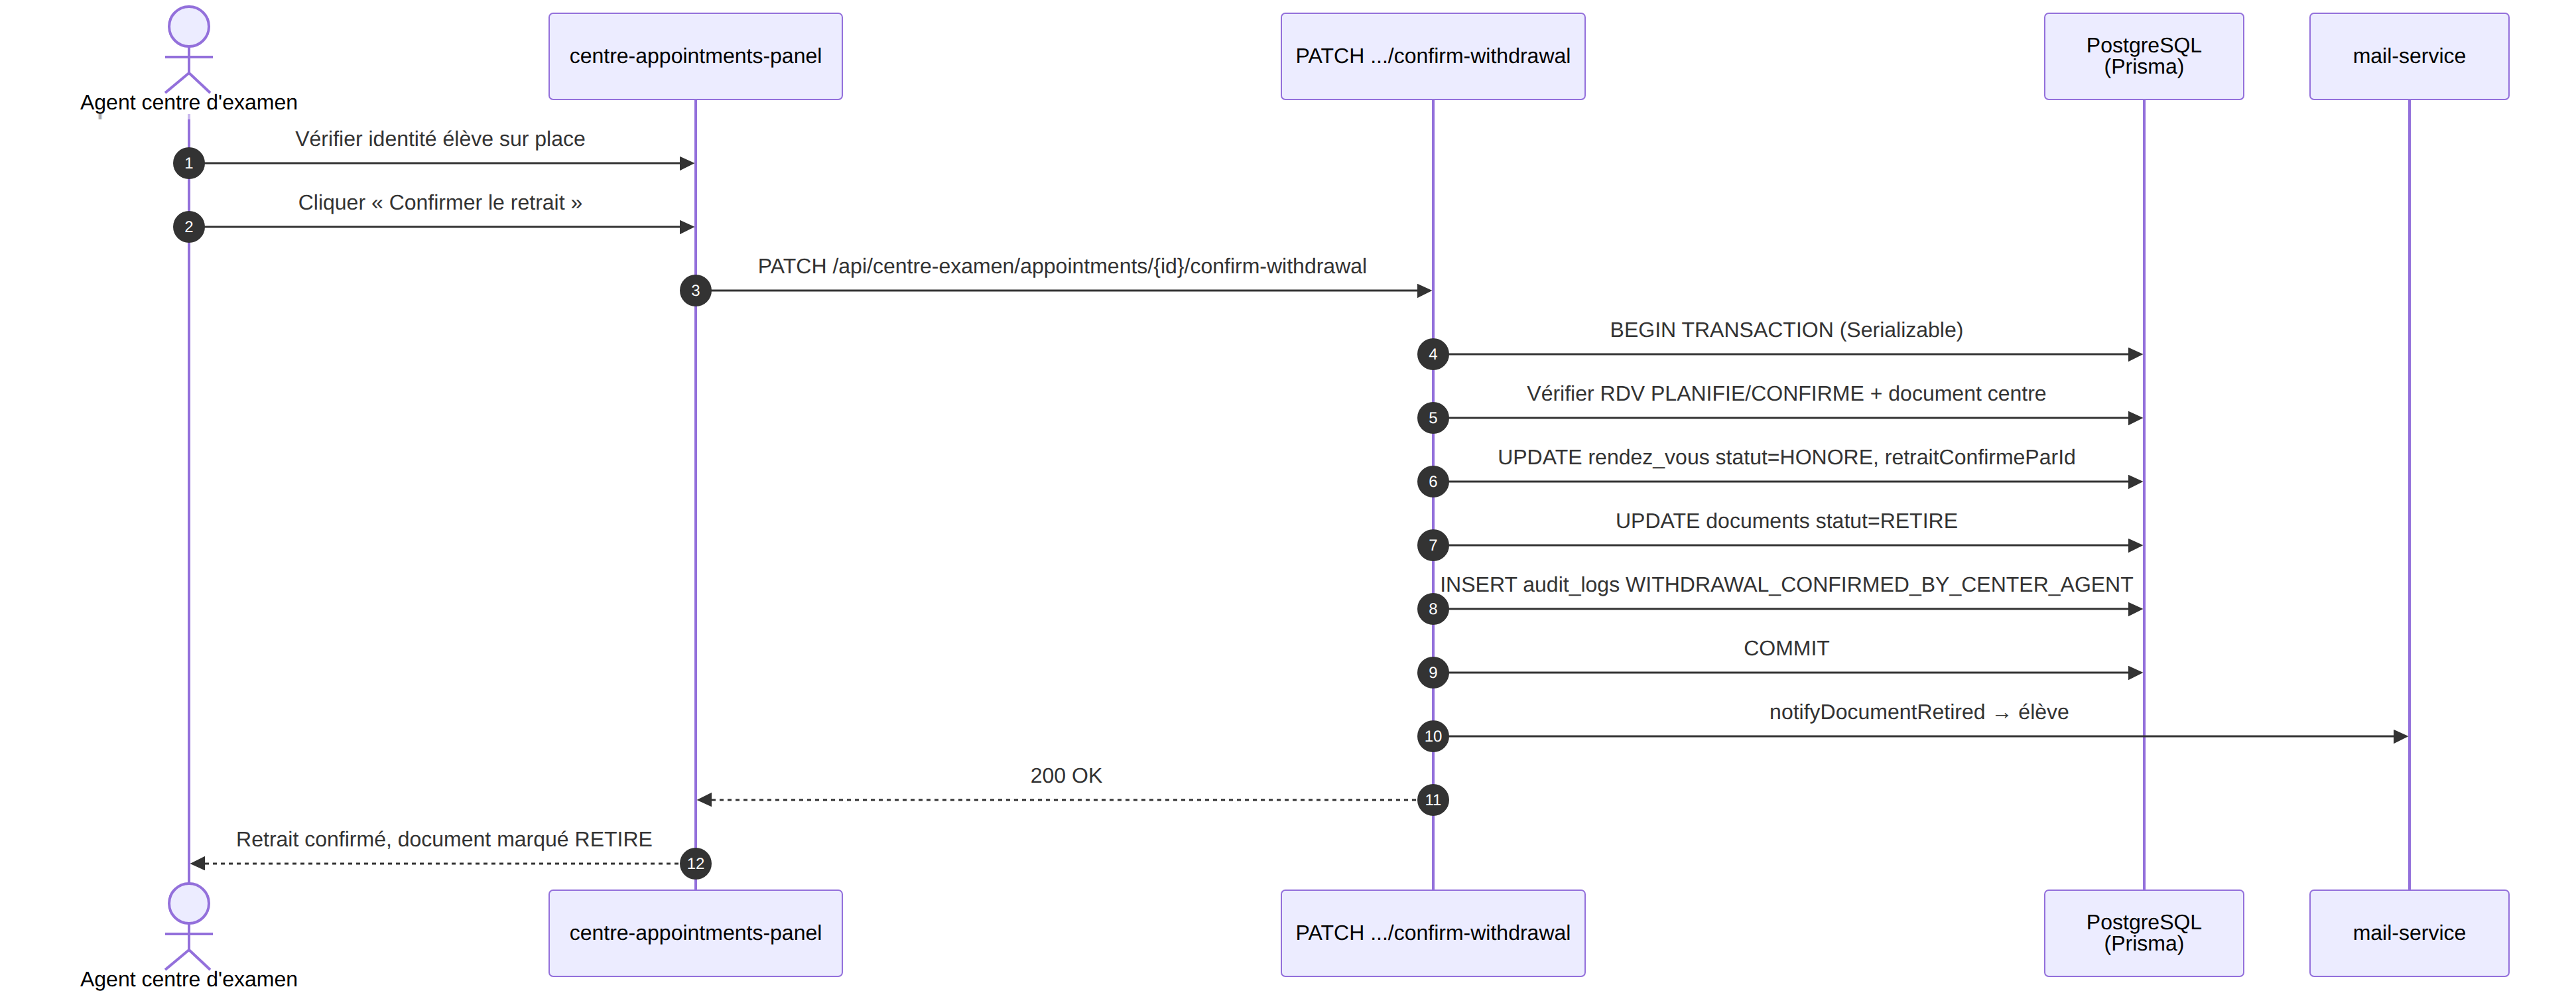 centre-appointments-panel
PATCH .../confirm-withdrawal
PostgreSQL
(Prisma)
mail-service
Agent centre d'examen
Vérifier identité élève sur place
1
Cliquer « Confirmer le retrait »
2
PATCH /api/centre-examen/appointments/{id}/confirm-withdrawal
3
BEGIN TRANSACTION (Serializable)
4
Vérifier RDV PLANIFIE/CONFIRME + document centre
5
UPDATE rendez_vous statut=HONORE, retraitConfirmeParId
6
UPDATE documents statut=RETIRE
7
INSERT audit_logs WITHDRAWAL_CONFIRMED_BY_CENTER_AGENT
8
COMMIT
9
notifyDocumentRetired → élève
10
200 OK
11
Retrait confirmé, document marqué RETIRE
12
centre-appointments-panel
PATCH .../confirm-withdrawal
PostgreSQL
(Prisma)
mail-service
Agent centre d'examen